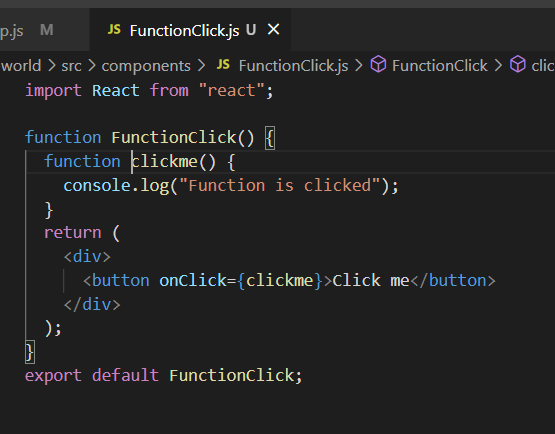 p.js M JS FunctionClick.js U ×
world > src > components > JS FunctionClick.js > FunctionClick > clic
import React from "react";
function FunctionClick() {
function clickme() {
console.log("Function is clicked");
}
return (
<div>
<button onClick={clickme}>Click me</button>
</div>
);
}
export default FunctionClick;